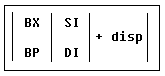 BX SI
+ disp
BP DI